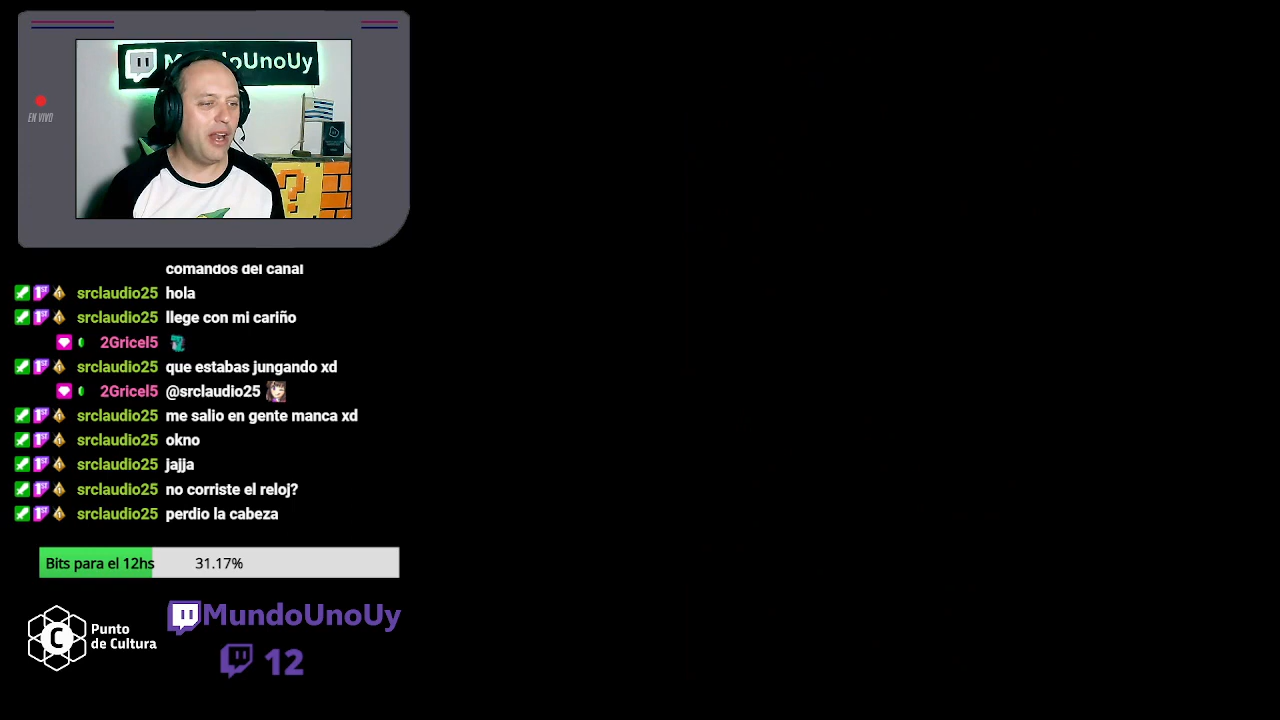 MundoUnoUy
EN VIVO
comandos del canal
srclaudio25 hola
srclaudio25 llege con mi cariño
2Gricel5
srclaudio25 que estabas jungando xd
2Gricel5 @srclaudio25
srclaudio25 me salio en gente manca xd
srclaudio25 okno
srclaudio25 jajja
srclaudio25 no corriste el reloj?
srclaudio25 perdio la cabeza
Bits para el 12hs 31.17%
C Punto
de Cultura
MundoUnoUy
12